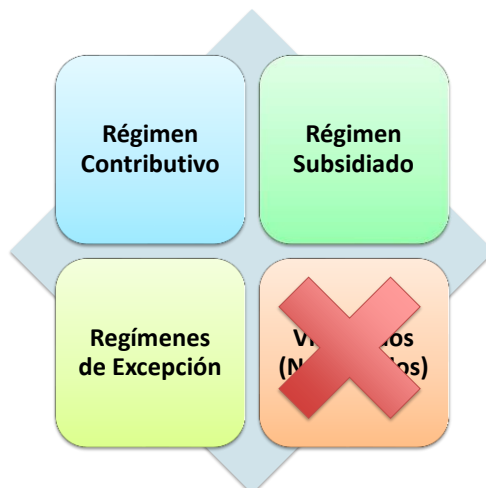 Régimen
Contributivo
Régimen
Subsidiado
Regímenes
de Excepción